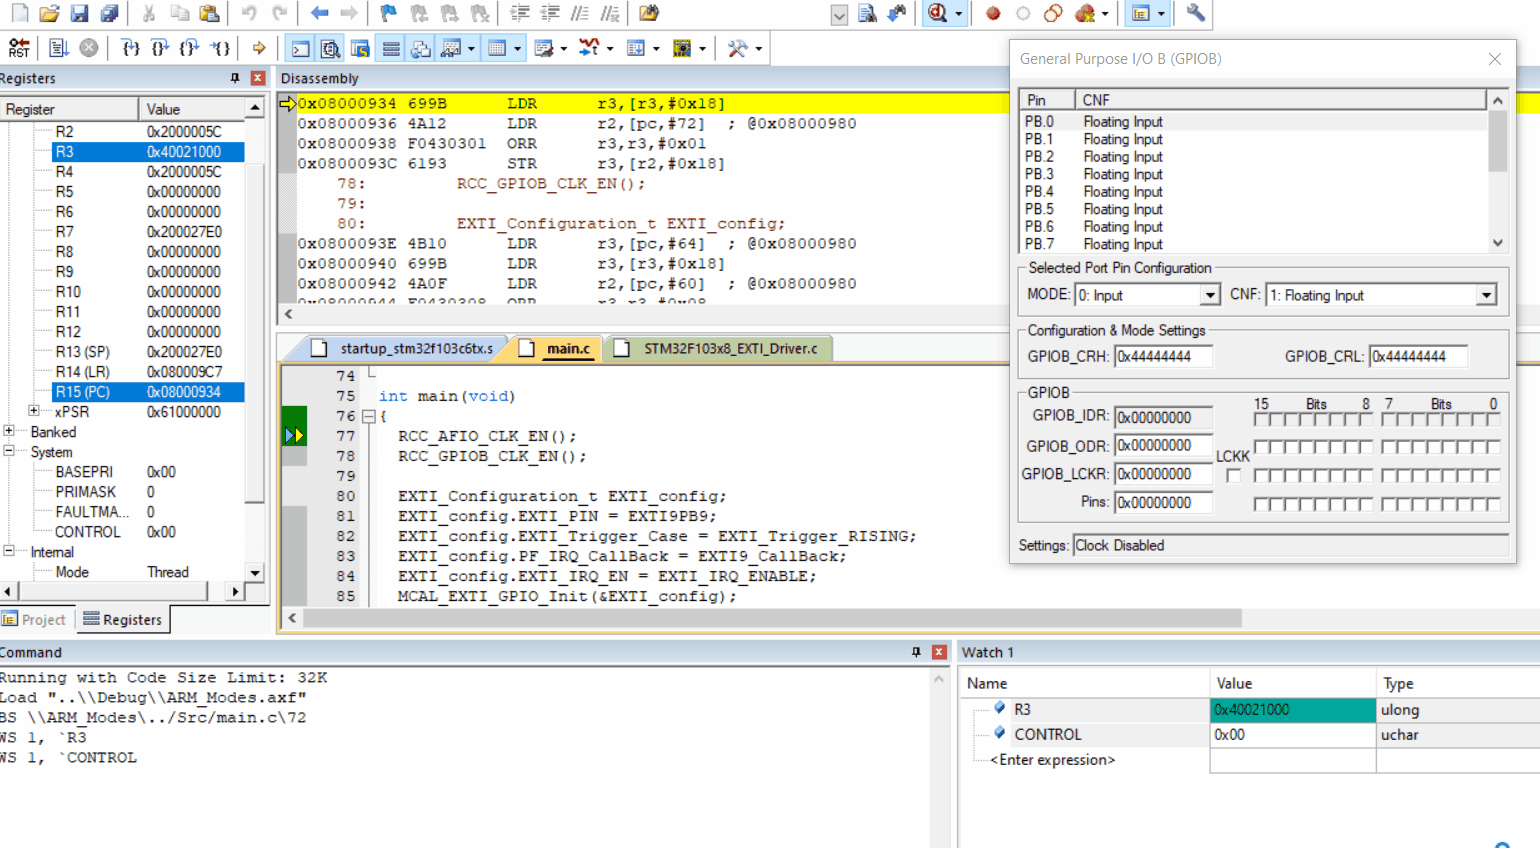 RST
Registers
Register Value
R2 0x2000005C
R3 0x40021000
R4 0x2000005C
R5 0x00000000
R6 0x00000000
R7 0x200027E0
R8 0x00000000
R9 0x00000000
R10 0x00000000
R11 0x00000000
R12 0x00000000
R13 (SP) 0x200027E0
R14 (LR) 0x080009C7
R15 (PC) 0x08000934
xPSR 0x61000000
Banked
System
BASEPRI 0x00
PRIMASK 0
FAULTMA... 0
CONTROL 0x00
Internal
Mode Thread
Project Registers
Disassembly
0x08000934 699B LDR r3,[r3,#0x18]
0x08000936 4A12 LDR r2,[pc,#72] ; @0x08000980
0x08000938 F0430301 ORR r3,r3,#0x01
0x0800093C 6193 STR r3,[r2,#0x18]
78: RCC_GPIOB_CLK_EN();
79:
80: EXTI_Configuration_t EXTI_config;
0x0800093E 4B10 LDR r3,[pc,#64] ; @0x08000980
0x08000940 699B LDR r3,[r3,#0x18]
0x08000942 4A0F LDR r2,[pc,#60] ; @0x08000980
0x08000944 F0430308 ORR r3,r3,#0x08
startup_stm32f103c6tx.s main.c STM32F103x8_EXTI_Driver.c
74
75 int main(void)
76 {
77 RCC_AFIO_CLK_EN();
78 RCC_GPIOB_CLK_EN();
79
80 EXTI_Configuration_t EXTI_config;
81 EXTI_config.EXTI_PIN = EXTI9PB9;
82 EXTI_config.EXTI_Trigger_Case = EXTI_Trigger_RISING;
83 EXTI_config.PF_IRQ_CallBack = EXTI9_CallBack;
84 EXTI_config.EXTI_IRQ_EN = EXTI_IRQ_ENABLE;
85 MCAL_EXTI_GPIO_Init(&EXTI_config);
General Purpose I/O B (GPIOB)
Pin CNF
PB.0 Floating Input
PB.1 Floating Input
PB.2 Floating Input
PB.3 Floating Input
PB.4 Floating Input
PB.5 Floating Input
PB.6 Floating Input
PB.7 Floating Input
Selected Port Pin Configuration
MODE: 0: Input CNF: 1: Floating Input
Configuration & Mode Settings
GPIOB_CRH: 0x44444444 GPIOB_CRL: 0x44444444
GPIOB
15 Bits 8 7 Bits 0
GPIOB_IDR: 0x00000000
GPIOB_ODR: 0x00000000
LCKK
GPIOB_LCKR: 0x00000000
Pins: 0x00000000
Settings: Clock Disabled
Command
Running with Code Size Limit: 32K
Load "..\\Debug\\ARM_Modes.axf"
BS \\ARM_Modes\../Src/main.c\72
WS 1, `R3
WS 1, `CONTROL
Watch 1
Name Value Type
R3 0x40021000 ulong
CONTROL 0x00 uchar
<Enter expression>